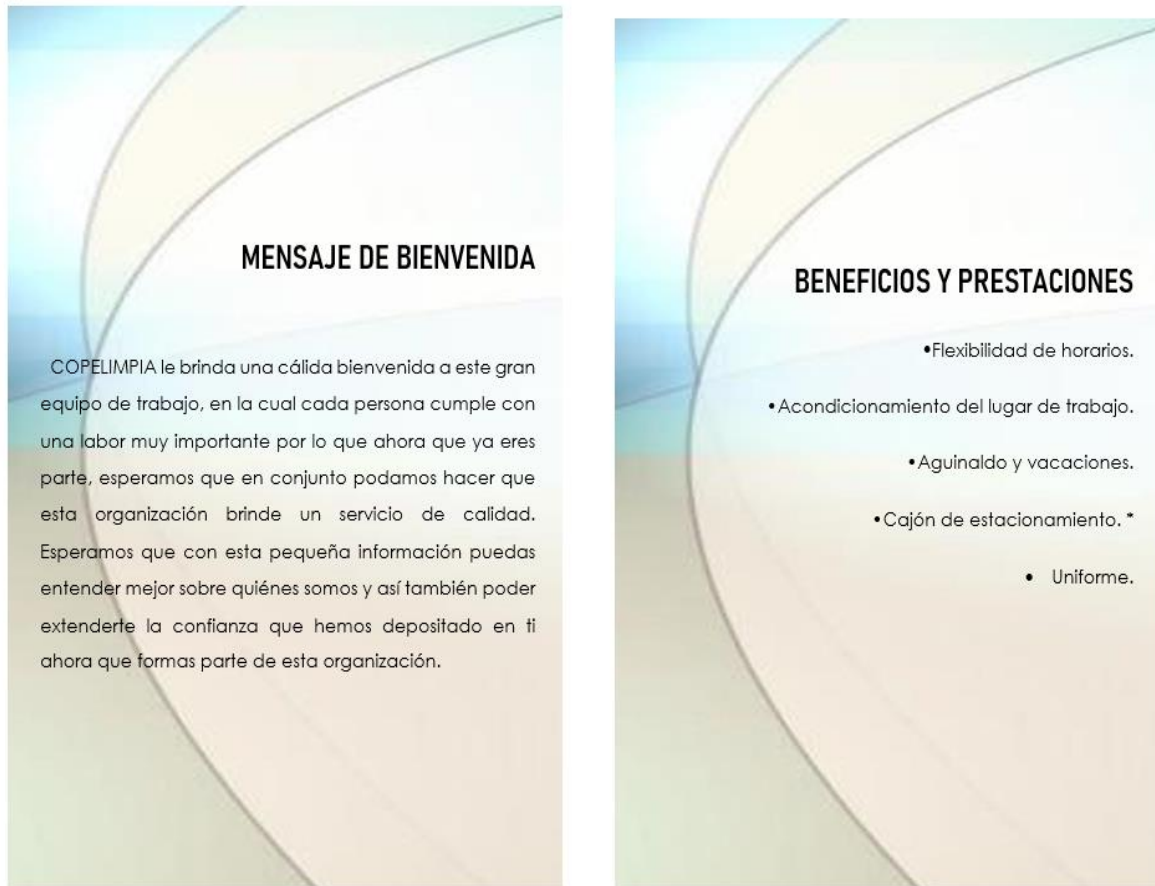 MENSAJE DE BIENVENIDA
COPELIMPIA le brinda una cálida bienvenida a este gran
equipo de trabajo, en la cual cada persona cumple con
una labor muy importante por lo que ahora que ya eres
parte, esperamos que en conjunto podamos hacer que
esta organización brinde un servicio de calidad.
Esperamos que con esta pequeña información puedas
entender mejor sobre quiénes somos y así también poder
extenderte la confianza que hemos depositado en ti
ahora que formas parte de esta organización.
BENEFICIOS Y PRESTACIONES
•Flexibilidad de horarios.
•Acondicionamiento del lugar de trabajo.
•Aguinaldo y vacaciones.
•Cajón de estacionamiento. *
• Uniforme.